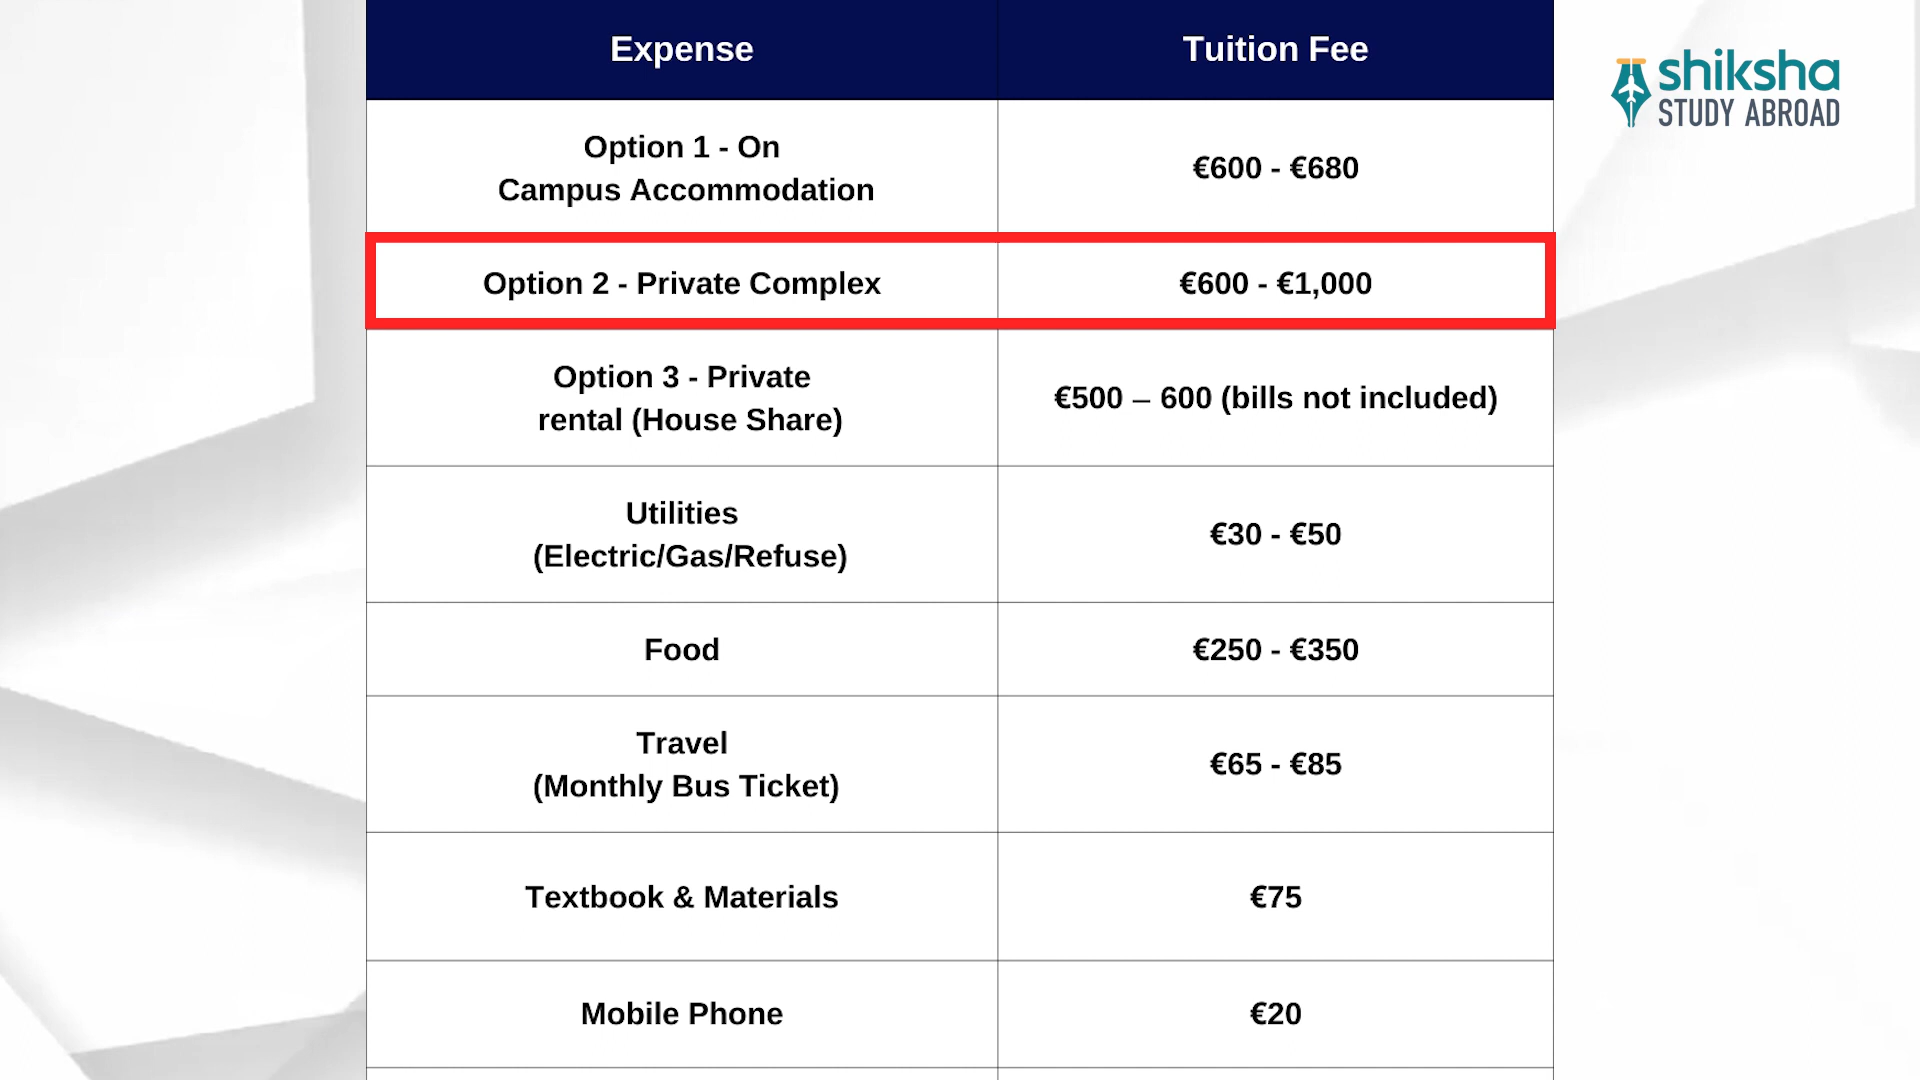 Expense
Tuition Fee
shiksha
STUDY ABROAD
Option 1 - On
Campus Accommodation
€600 - €680
Option 2 - Private Complex
€600 - €1,000
Option 3 - Private
rental (House Share)
€500 – 600 (bills not included)
Utilities
(Electric/Gas/Refuse)
€30 - €50
Food
€250 - €350
Travel
(Monthly Bus Ticket)
€65 - €85
Textbook & Materials
€75
Mobile Phone
€20